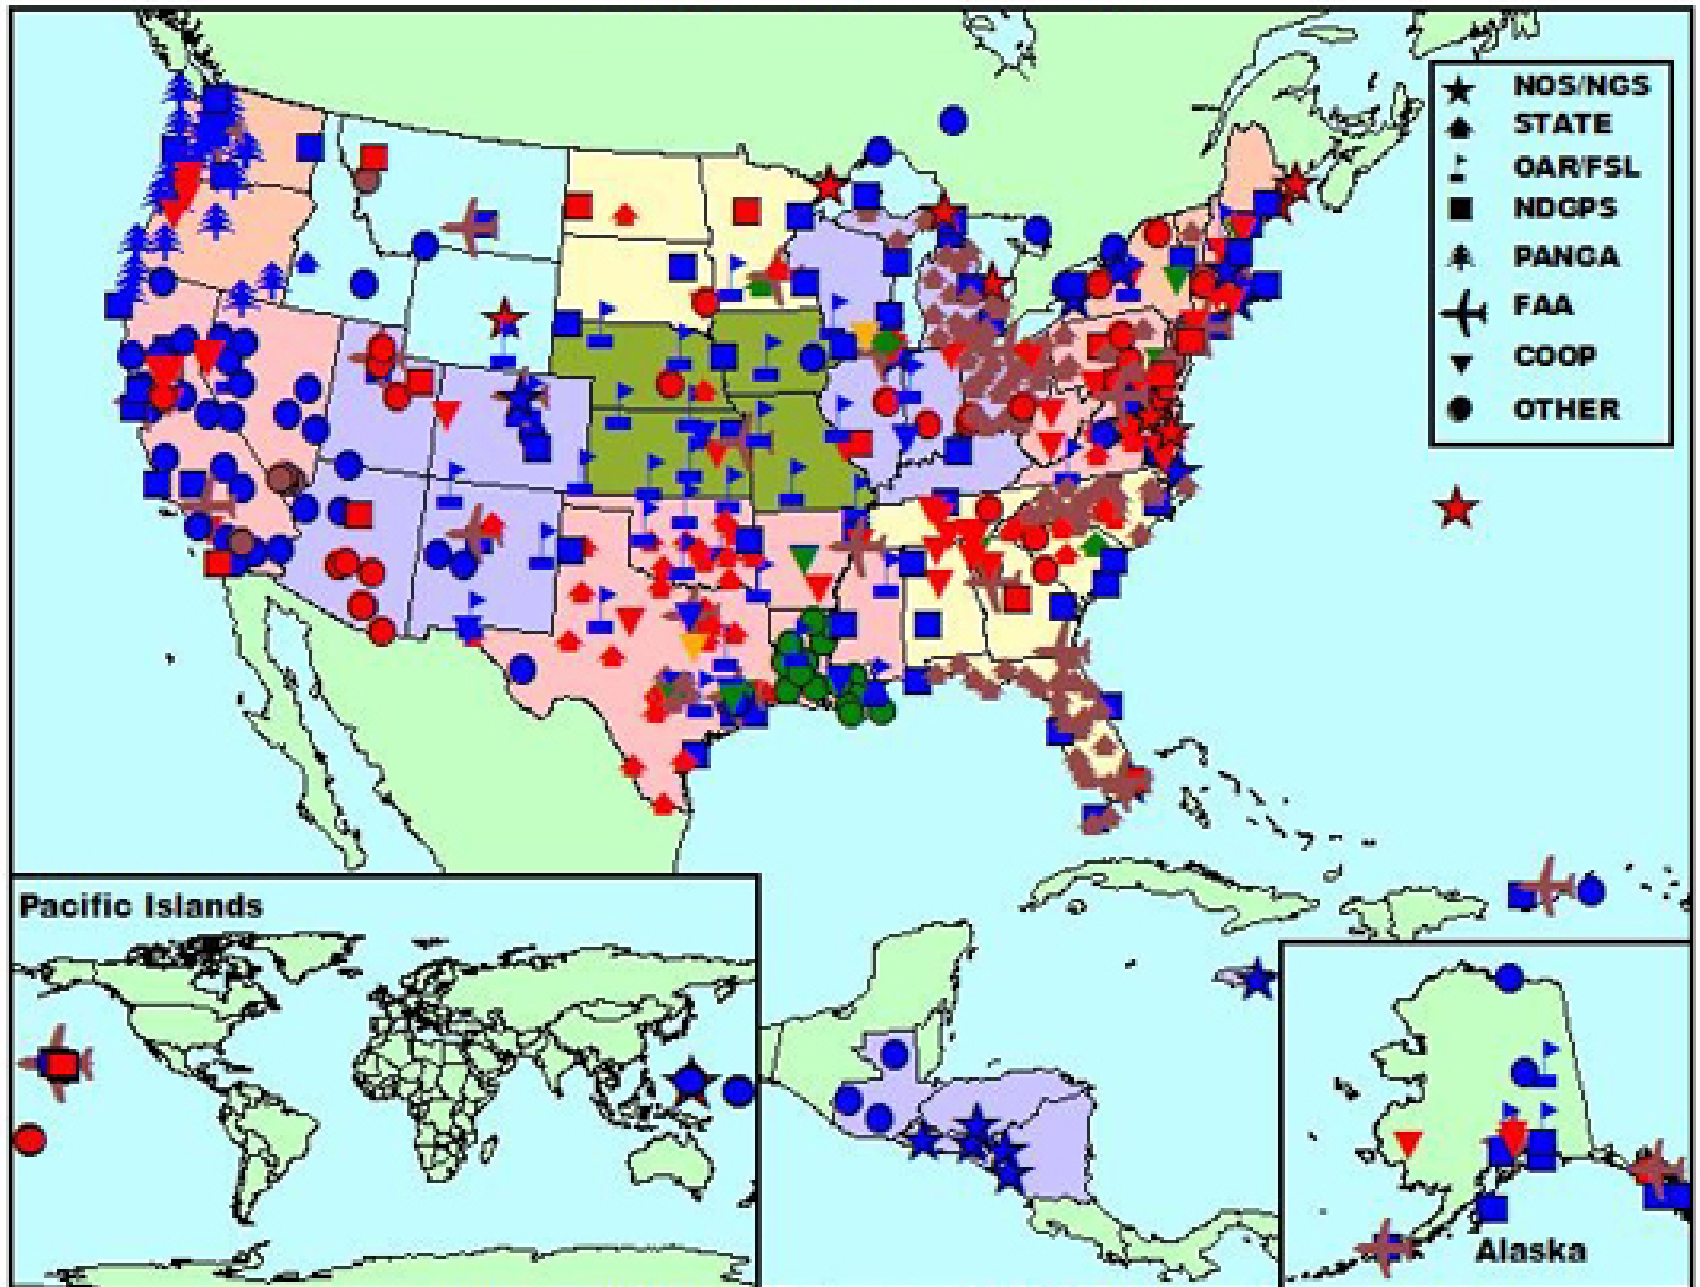 NOS/NGS
STATE
OAR/FSL
NDGPS
PANGA
FAA
COOP
OTHER
Pacific Islands
Alaska